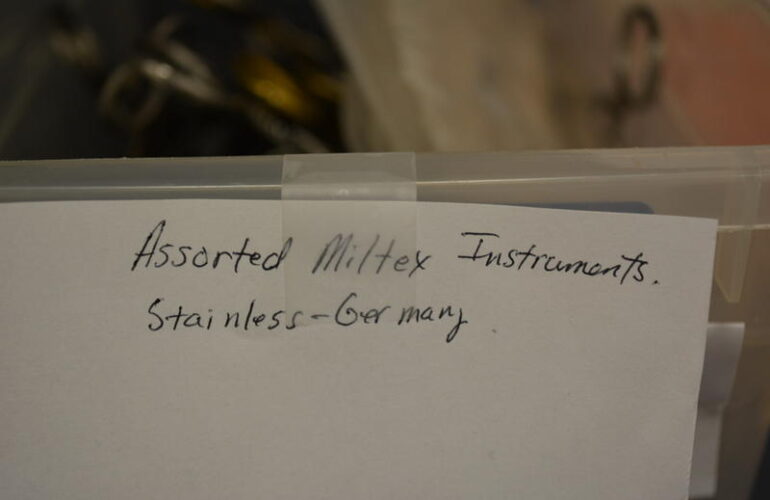 Assorted Miltex Instruments.
Stainless-Germany